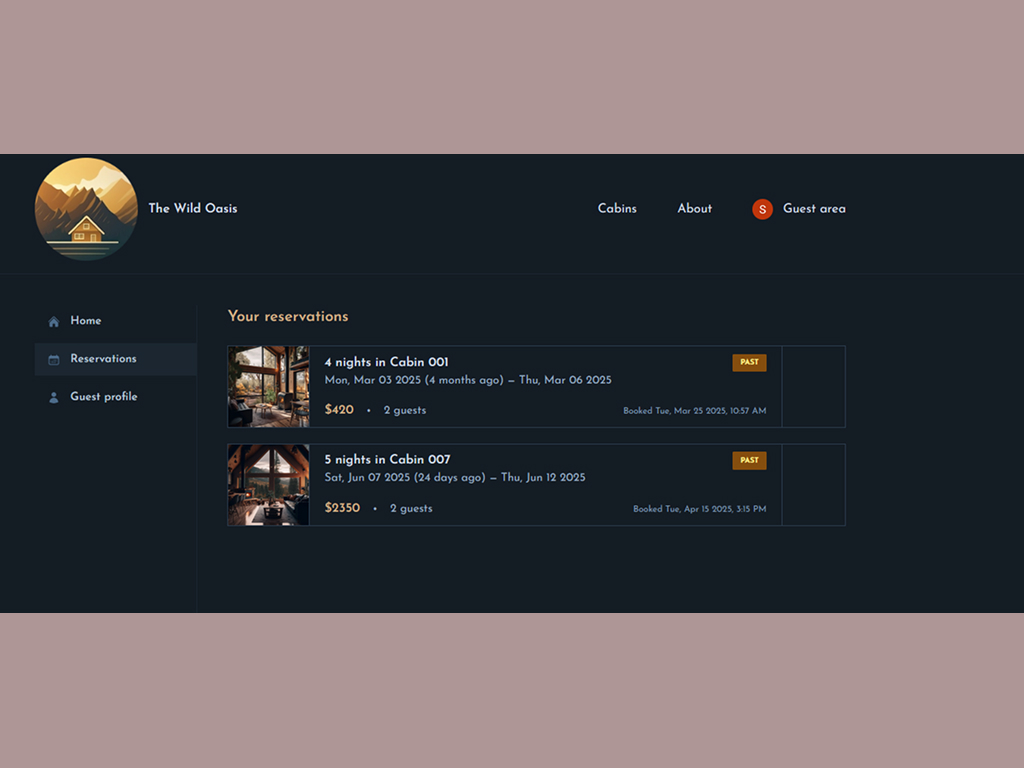 The Wild Oasis
Cabins
About
S
Guest area
Home
Reservations
Guest profile
Your reservations
4 nights in Cabin 001
PAST
Mon, Mar 03 2025 (4 months ago) — Thu, Mar 06 2025
$420 • 2 guests
Booked Tue, Mar 25 2025, 10:57 AM
5 nights in Cabin 007
PAST
Sat, Jun 07 2025 (24 days ago) — Thu, Jun 12 2025
$2350 • 2 guests
Booked Tue, Apr 15 2025, 3:15 PM